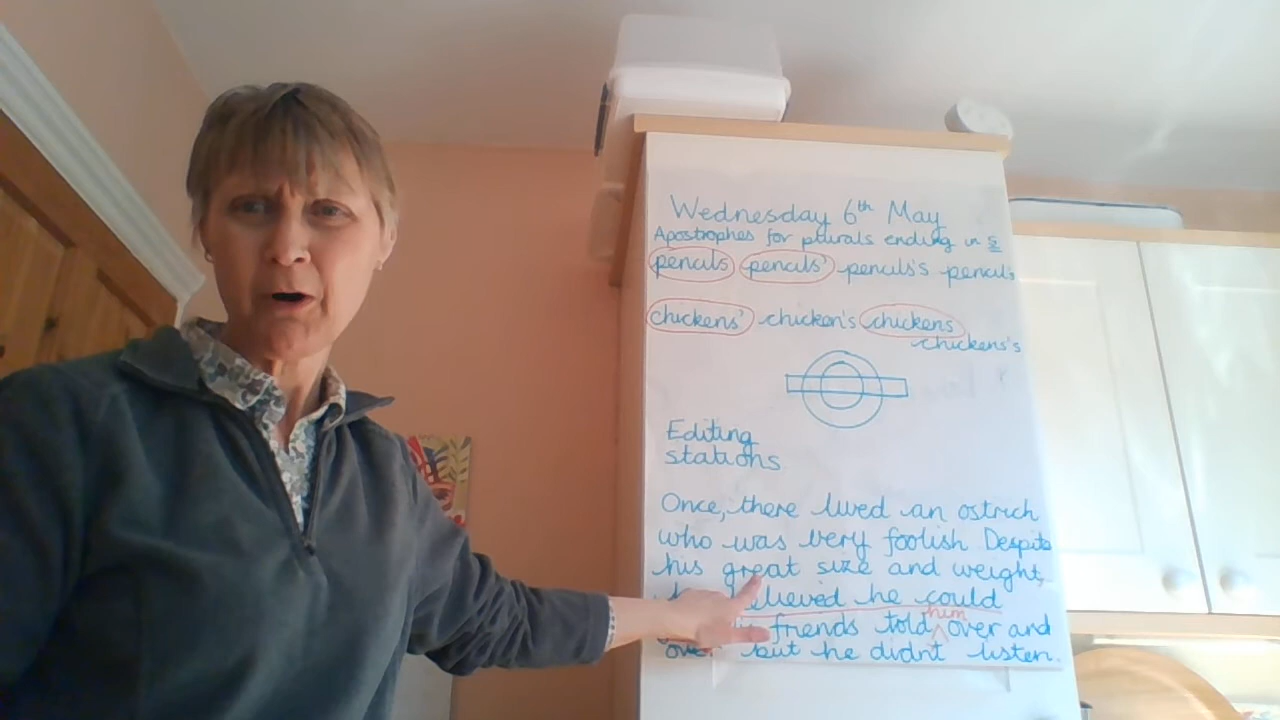 Wednesday 6th May
Apostrophes for plurals ending in s
pencils pencils' pencils's pencil's
chickens' chicken's chickens
chickens's
Editing
stations
Once, there lived an ostrich
who was very foolish. Despite
his great size and weight,
believed he could
him
friends told over and
over but he didn't listen.